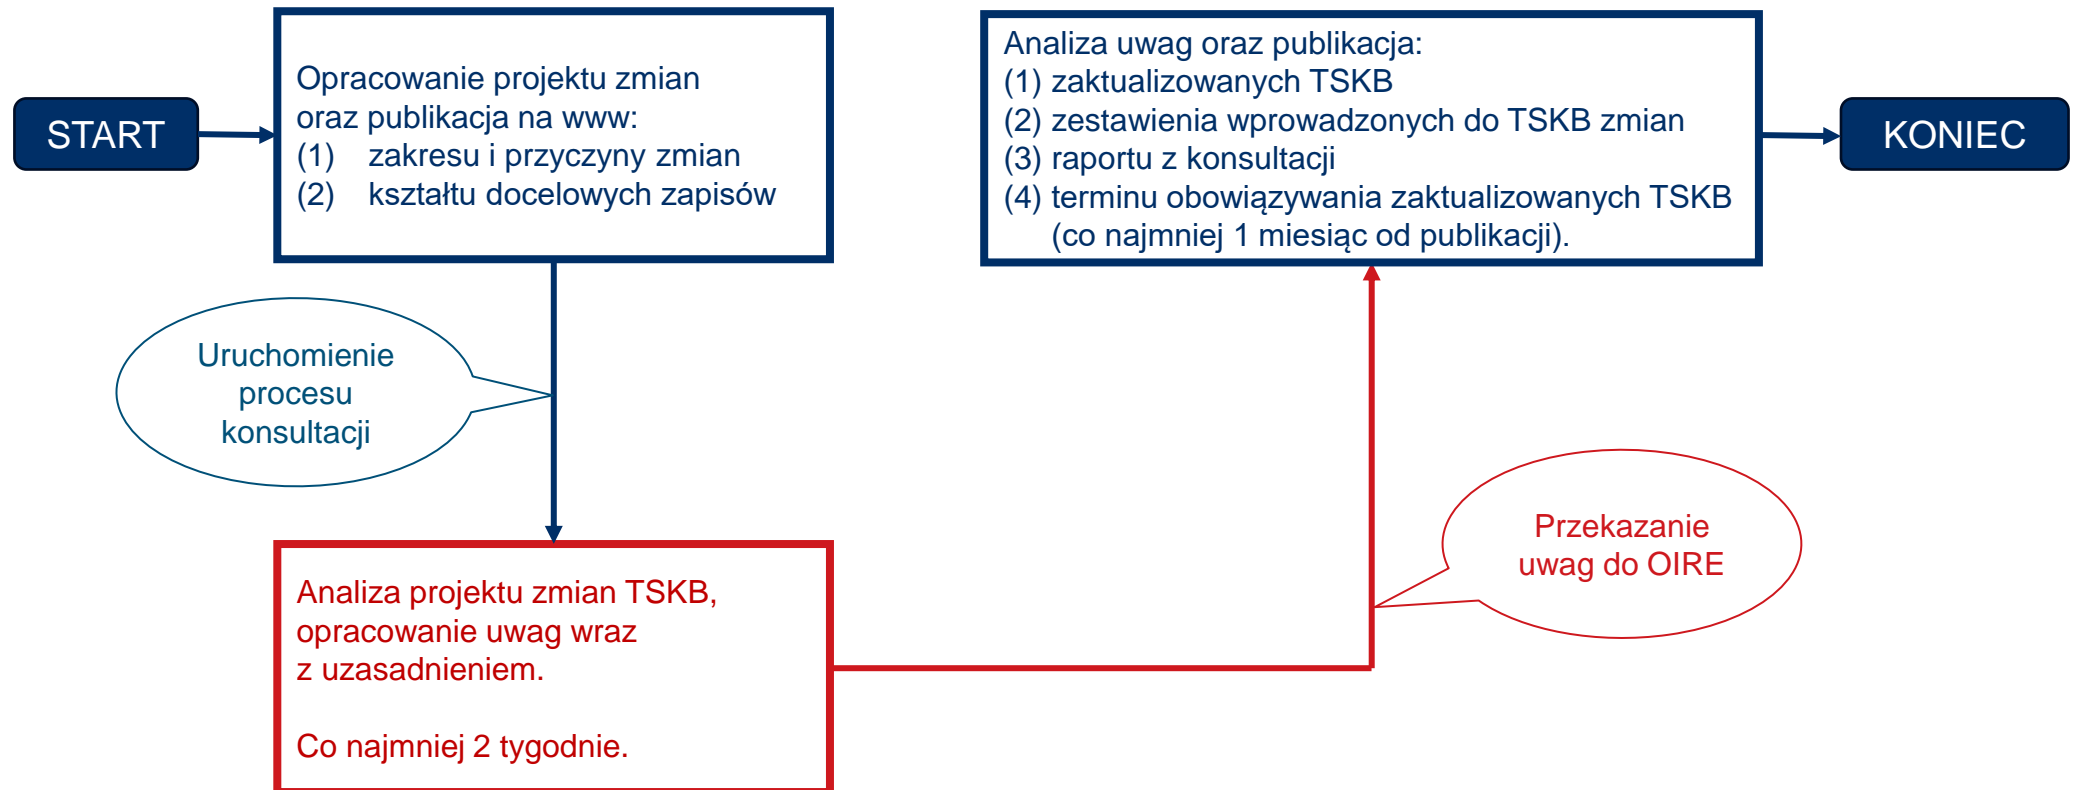 START
Opracowanie projektu zmian
oraz publikacja na www:
(1) zakresu i przyczyny zmian
(2) kształtu docelowych zapisów
Uruchomienie
procesu
konsultacji
Analiza projektu zmian TSKB,
opracowanie uwag wraz
z uzasadnieniem.
Co najmniej 2 tygodnie.
Przekazanie
uwag do OIRE
Analiza uwag oraz publikacja:
(1) zaktualizowanych TSKB
(2) zestawienia wprowadzonych do TSKB zmian
(3) raportu z konsultacji
(4) terminu obowiązywania zaktualizowanych TSKB
(co najmniej 1 miesiąc od publikacji).
KONIEC